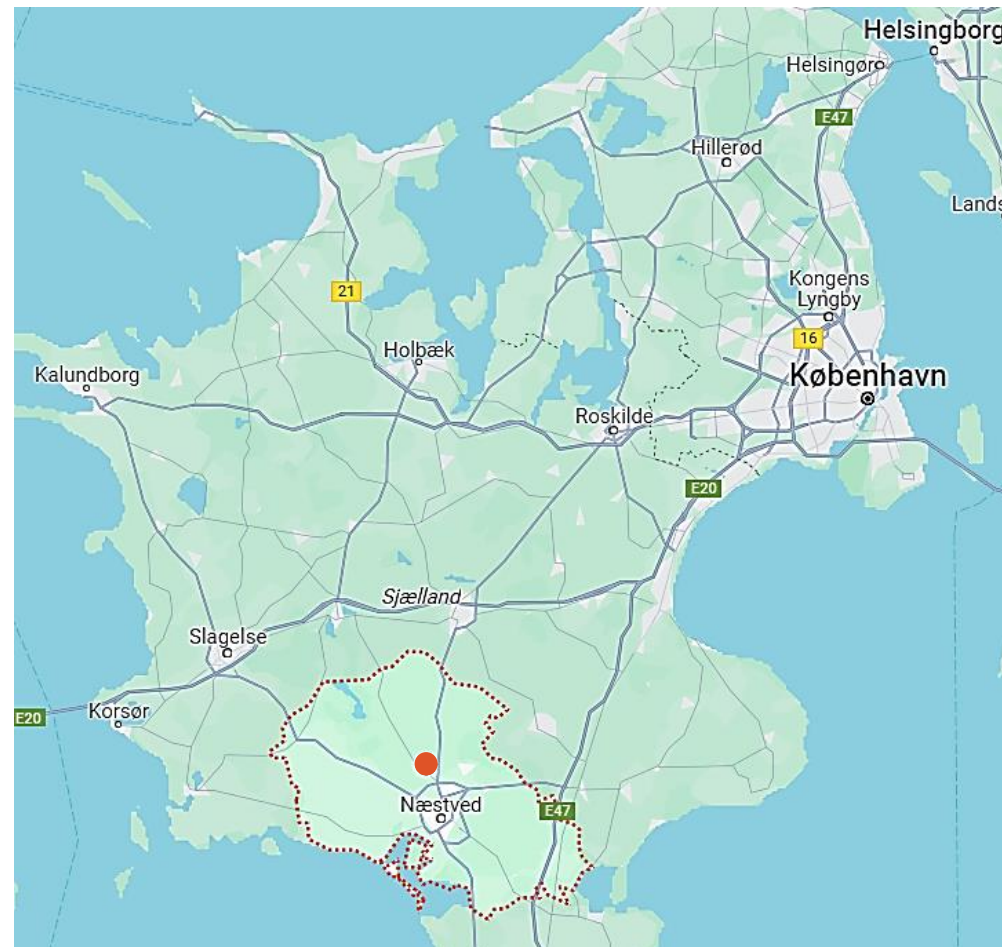 Helsingborg
Helsingør
E47
Hillerød
Lands
Kongens
Lyngby
21
16
Holbæk
Kalundborg
København
Roskilde
E20
Sjælland
Slagelse
E20
Korsør
Næstved
E47